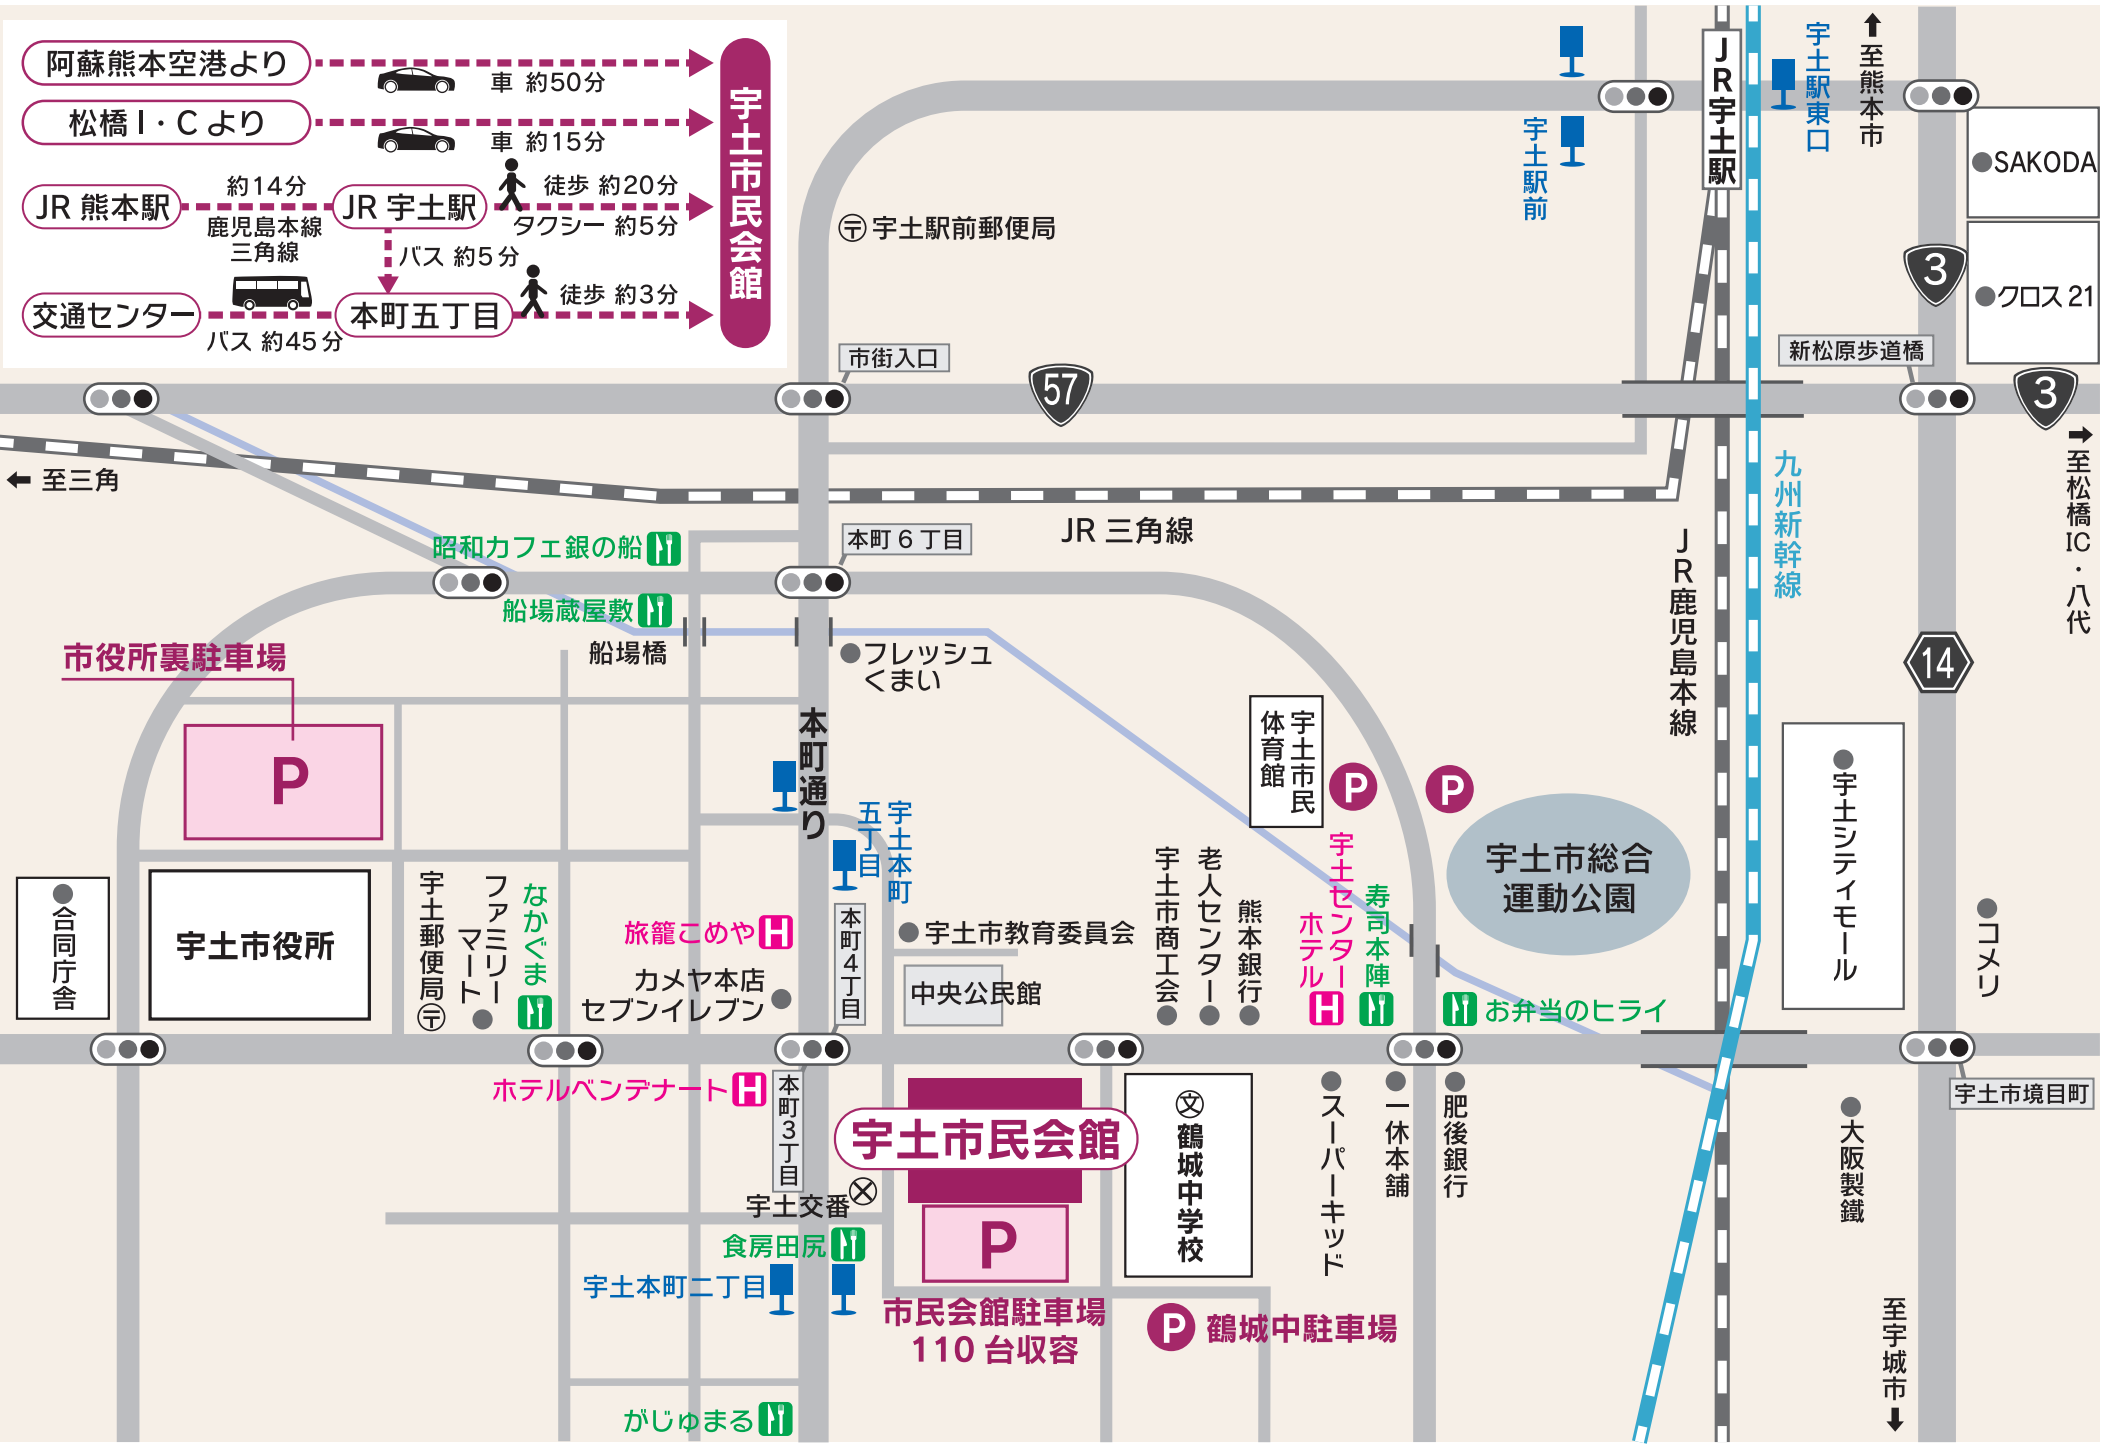 阿蘇熊本空港より
車 約50分
松橋 I・C より
車 約15分
宇土市民会館
JR 熊本駅
約14分
鹿児島本線
三角線
JR 宇土駅
徒歩 約20分
タクシー 約5分
バス 約5分
交通センター
バス 約45分
本町五丁目
徒歩 約3分
宇土駅前
JR宇土駅
宇土駅東口
至熊本市
SAKODA
クロス 21
3
〒宇土駅前郵便局
市街入口
57
新松原歩道橋
3
至三角
JR 三角線
JR鹿児島本線
九州新幹線
至松橋IC・八代
昭和カフェ銀の船
本町 6 丁目
船場蔵屋敷
船場橋
フレッシュ
くまい
市役所裏駐車場
P
本町通り
宇土本町
五丁目
宇土市民
体育館
P
P
宇土市総合
運動公園
14
宇土シティモール
コメリ
合同庁舎
宇土市役所
宇土郵便局〒
ファミリー
マート
なかぐま
旅籠こめや
H
カメヤ本店
セブンイレブン
本町4丁目
宇土市教育委員会
中央公民館
宇土市商工会
老人センター
熊本銀行
宇土センター
ホテル
H
寿司本陣
お弁当のヒライ
ホテルベンデナート
H
本町3丁目
宇土市民会館
P
市民会館駐車場
110 台収容
文
鶴城中学校
スーパーキッド
一休本舗
肥後銀行
大阪製鐵
宇土市境目町
宇土交番
食房田尻
宇土本町二丁目
P
鶴城中駐車場
がじゅまる
至宇城市